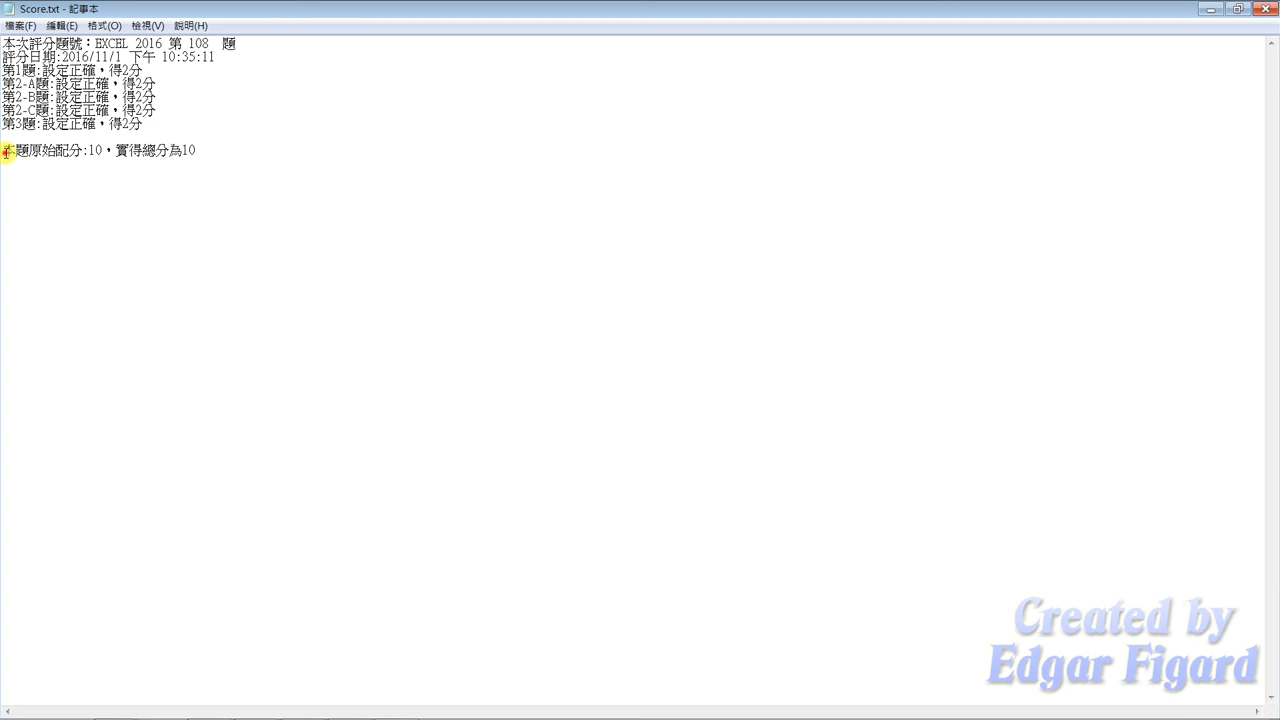 Score.txt - 記事本
檔案(F) 編輯(E) 格式(O) 檢視(V) 說明(H)
本次評分題號：EXCEL 2016 第 108 題
評分日期:2016/11/1 下午 10:35:11
第1題:設定正確，得2分
第2-A題:設定正確，得2分
第2-B題:設定正確，得2分
第2-C題:設定正確，得2分
第3題:設定正確，得2分
本題原始配分:10，實得總分為10
Created by
Edgar Figard